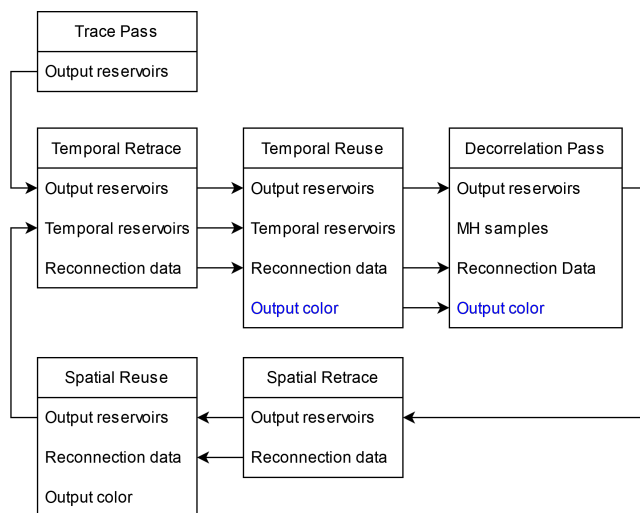 Trace Pass
Output reservoirs
Temporal Retrace
Output reservoirs
Temporal reservoirs
Reconnection data
Temporal Reuse
Output reservoirs
Temporal reservoirs
Reconnection data
Output color
Decorrelation Pass
Output reservoirs
MH samples
Reconnection Data
Output color
Spatial Reuse
Output reservoirs
Reconnection data
Output color
Spatial Retrace
Output reservoirs
Reconnection data